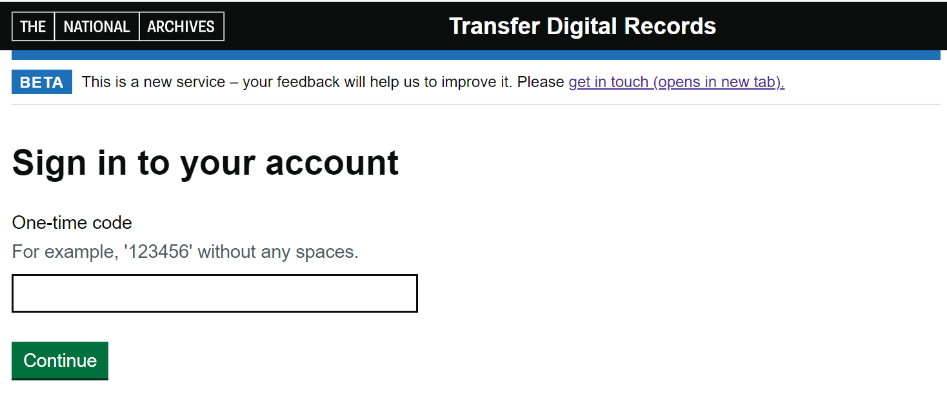 THE NATIONAL ARCHIVES
Transfer Digital Records
BETA This is a new service – your feedback will help us to improve it. Please get in touch (opens in new tab).
Sign in to your account
One-time code
For example, '123456' without any spaces.
Continue